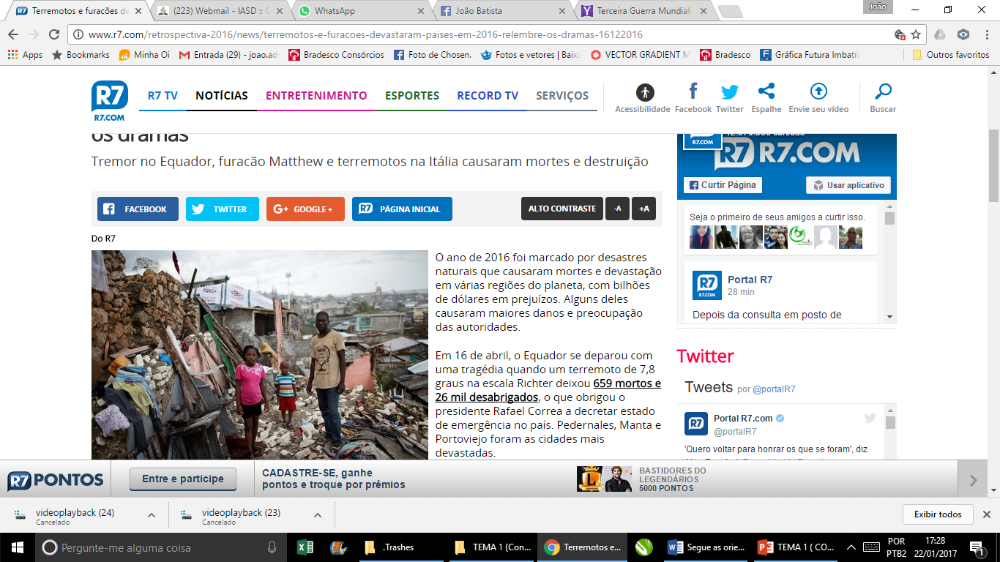 Terremotos e furacões de
(223) Webmail - IASD :: C
WhatsApp
João Batista
Terceira Guerra Mundial:
João
www.r7.com/retrospectiva-2016/news/terremotos-e-furacoes-devastaram-paises-em-2016-relembre-os-dramas-16122016
Apps
Bookmarks
Minha Oi
Entrada (29) - joao.ad
Bradesco Consórcios
Foto de Chosen.
Fotos e vetores | Baixa
VECTOR GRADIENT M
Bradesco
Gráfica Futura Imbatív
Outros favoritos
R7
R7.COM
R7 TV
NOTÍCIAS
ENTRETENIMENTO
ESPORTES
RECORD TV
SERVIÇOS
Acessibilidade
Facebook
Twitter
Espalhe
Envie seu vídeo
Buscar
os dramas
Tremor no Equador, furacão Matthew e terremotos na Itália causaram mortes e destruição
FACEBOOK
TWITTER
GOOGLE +
R7 PÁGINA INICIAL
ALTO CONTRASTE
-A
+A
Do R7
O ano de 2016 foi marcado por desastres
naturais que causaram mortes e devastação
em várias regiões do planeta, com bilhões
de dólares em prejuízos. Alguns deles
causaram maiores danos e preocupação
das autoridades.
Em 16 de abril, o Equador se deparou com
uma tragédia quando um terremoto de 7,8
graus na escala Richter deixou 659 mortos e
26 mil desabrigados, o que obrigou o
presidente Rafael Correa a decretar estado
de emergência no país. Pedernales, Manta e
Portoviejo foram as cidades mais
devastadas.
R7.COM
R7 R7.COM
Curtir Página
Usar aplicativo
Seja o primeiro de seus amigos a curtir isso.
R7
R7.COM
Portal R7
28 min
Depois da consulta em posto de
Twitter
Tweets por @portalR7
R7
Portal R7.com
@portalR7
'Quero voltar para honrar os que se foram', diz
R7 PONTOS
Entre e participe
CADASTRE-SE, ganhe
pontos e troque por prêmios
BASTIDORES DO
LEGENDÁRIOS
5000 PONTOS
videoplayback (24)
Cancelado
videoplayback (23)
Cancelado
Exibir todos
Pergunte-me alguma coisa
.Trashes
TEMA 1 (Con...
Terremotos e...
Segue as orie...
TEMA 1 ( CO...
POR
PTB2
17:28
22/01/2017
1